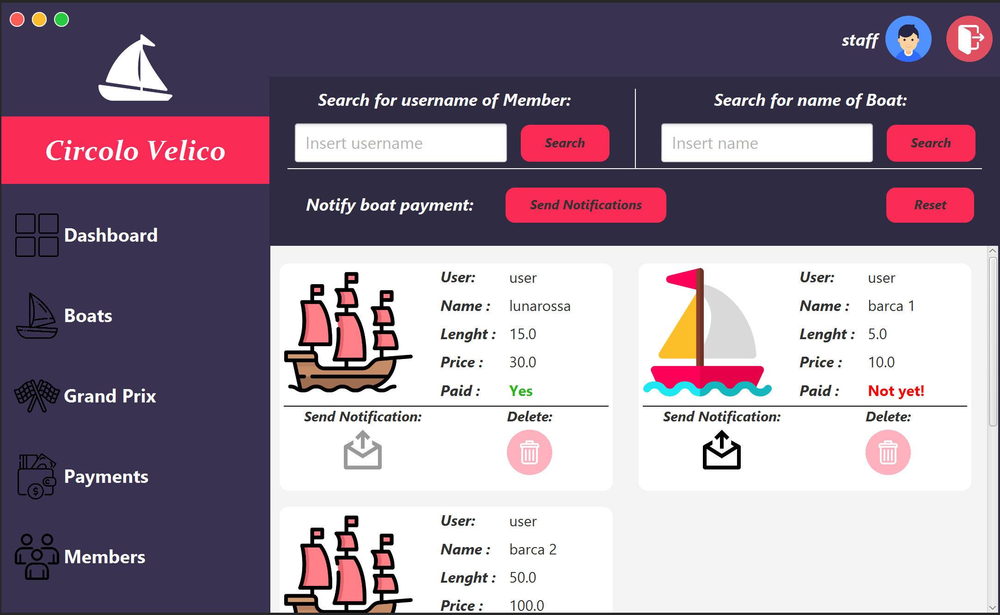 staff
Circolo Velico
Dashboard
Boats
Grand Prix
Payments
Members
Search for username of Member:
Insert username
Search
Search for name of Boat:
Insert name
Search
Notify boat payment:
Send Notifications
Reset
User: user
Name : lunarossa
Lenght : 15.0
Price : 30.0
Paid : Yes
Send Notification:
Delete:
User: user
Name : barca 1
Lenght : 5.0
Price : 10.0
Paid : Not yet!
Send Notification:
Delete:
User: user
Name : barca 2
Lenght : 50.0
Price : 100.0